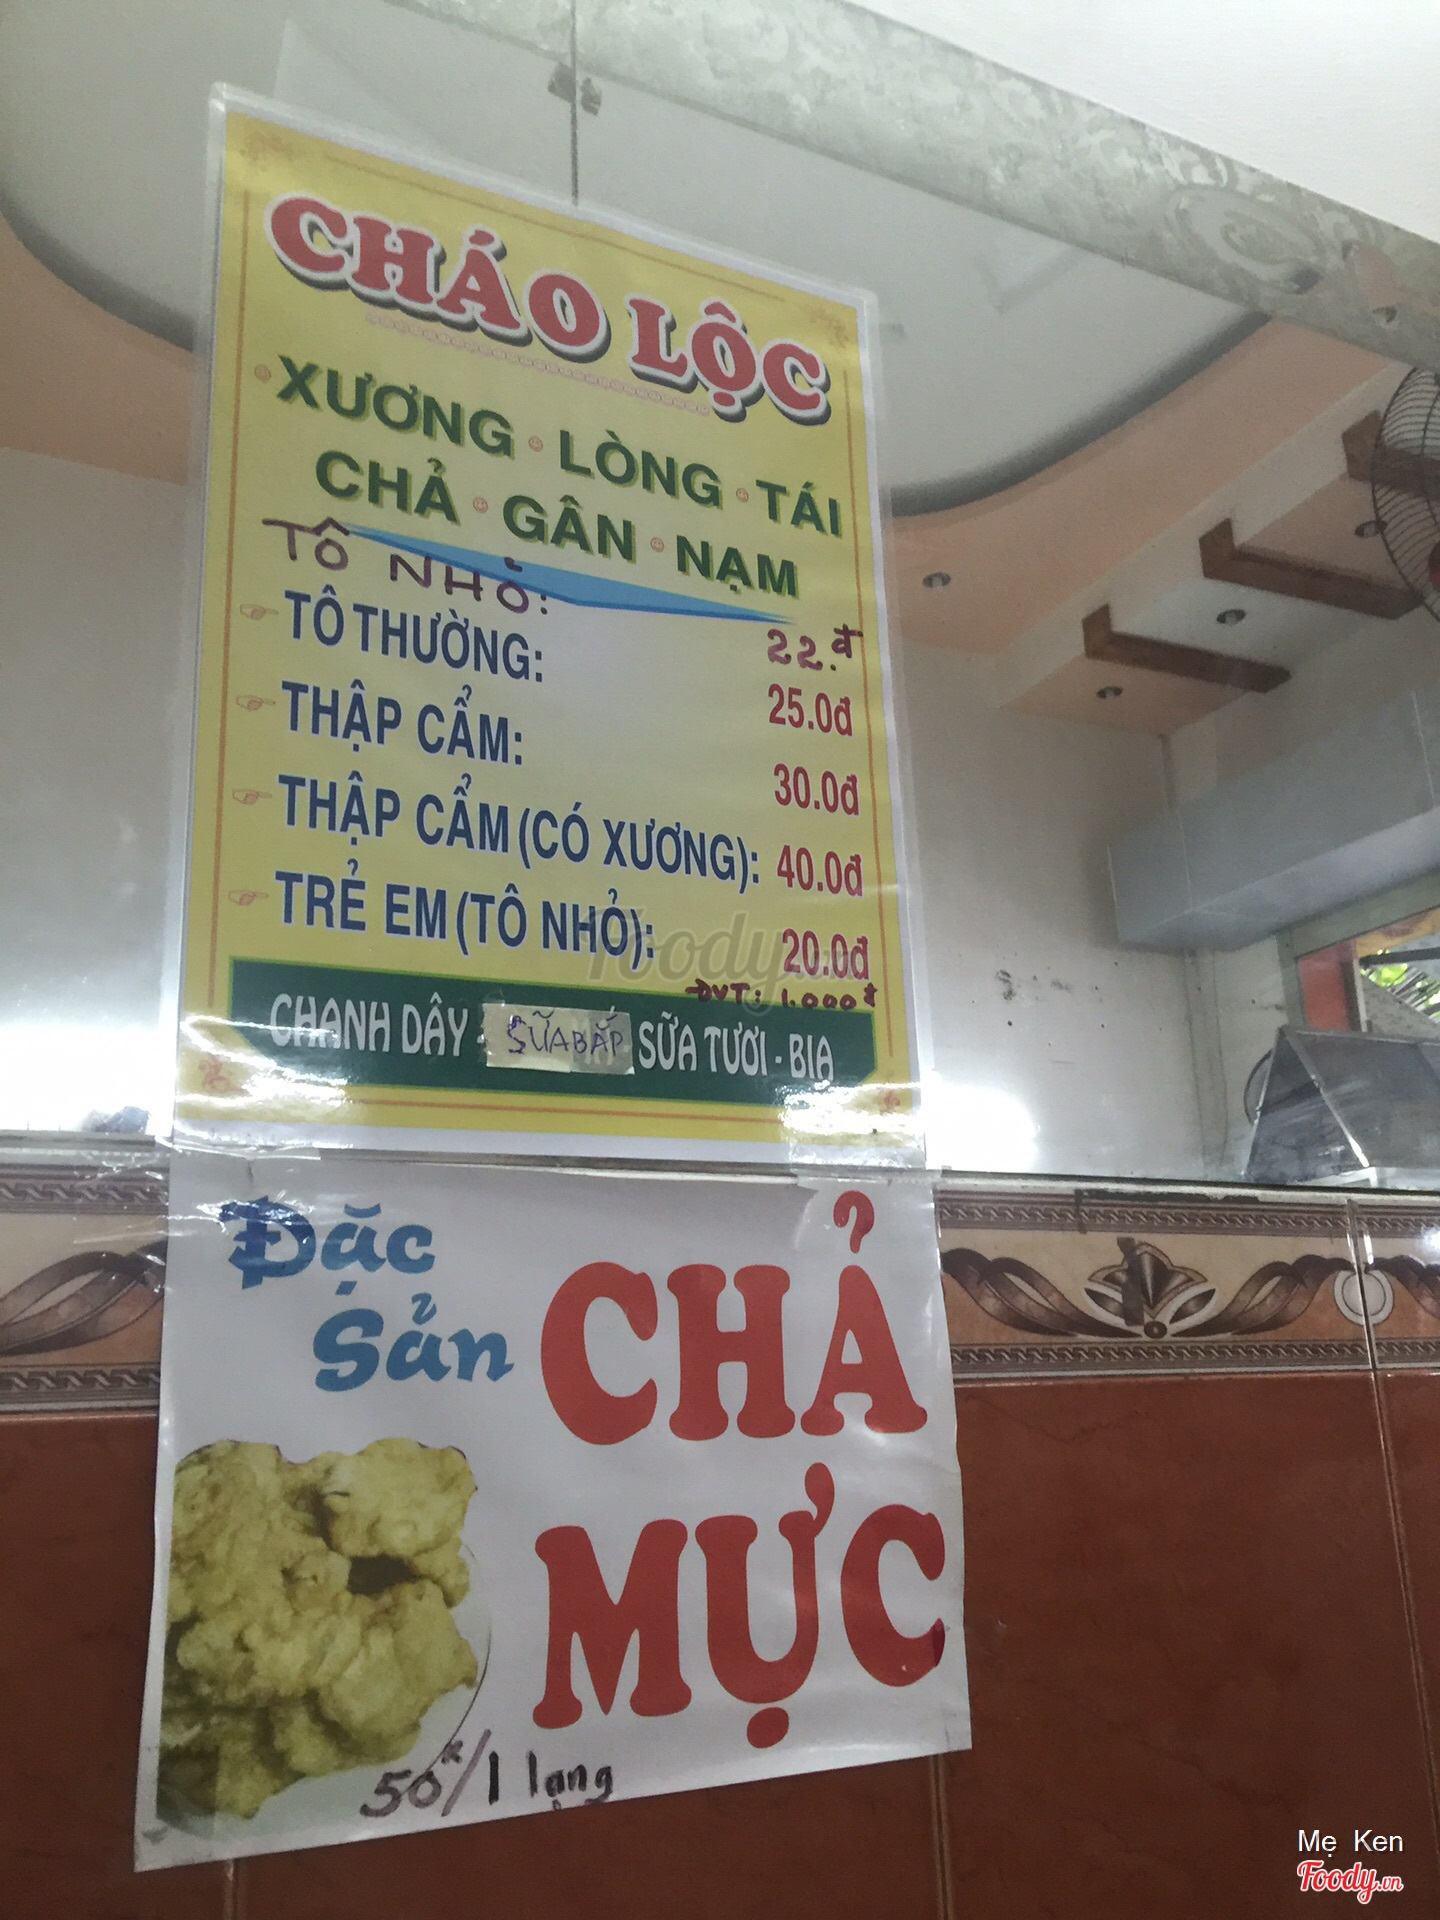 CHÁO LỘC
XƯƠNG • LÒNG • TÁI
CHẢ • GÂN • NẠM
TÔ NHỎ: 22.đ
TÔ THƯỜNG: 25.0đ
THẬP CẨM: 30.0đ
THẬP CẨM (CÓ XƯƠNG): 40.0đ
TRẺ EM (TÔ NHỎ): 20.0đ
ĐVT: 1.000đ
CHANH DÂY SỮA BẮP SỮA TƯƠI - BIA
Foody.vn
Đặc Sản CHẢ MỰC
50K/1 lạng
Mẹ Ken
Foody.vn